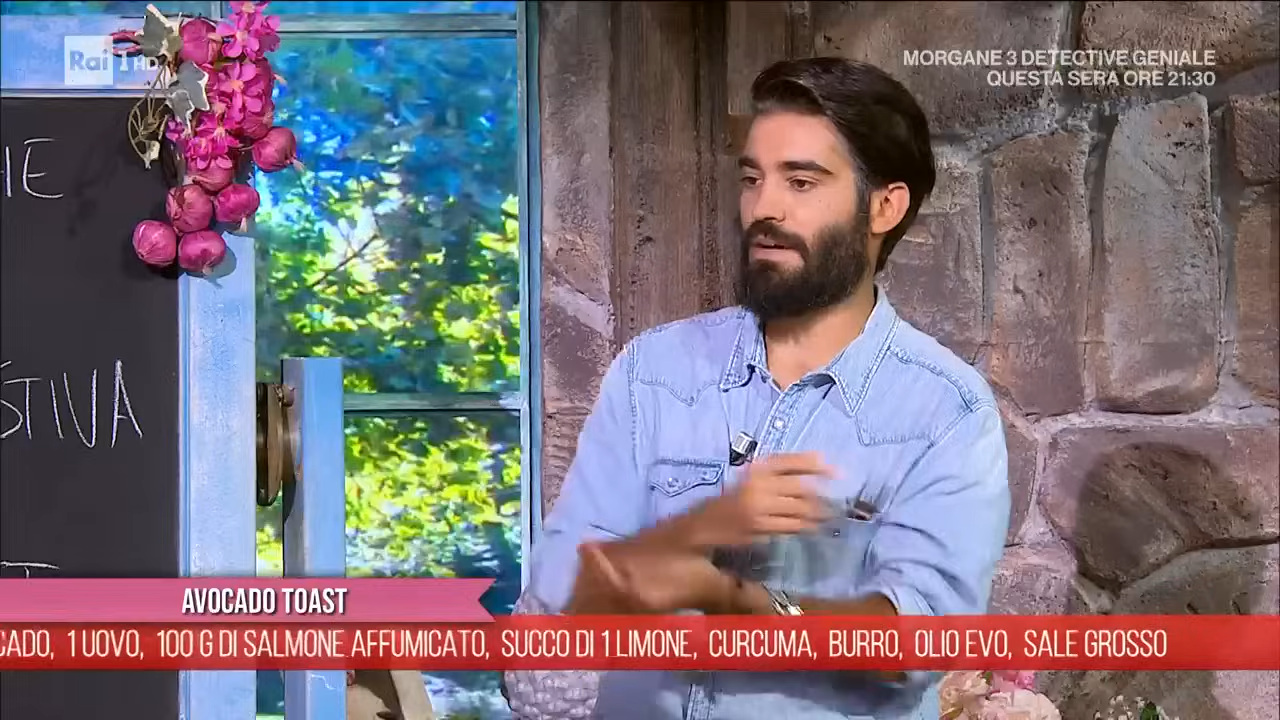 Rai 1 HD
MORGANE 3 DETECTIVE GENIALE
QUESTA SERA ORE 21:30
HE
STIVA
T
AVOCADO TOAST
CADO, 1 UOVO, 100 G DI SALMONE AFFUMICATO, SUCCO DI 1 LIMONE, CURCUMA, BURRO, OLIO EVO, SALE GROSSO